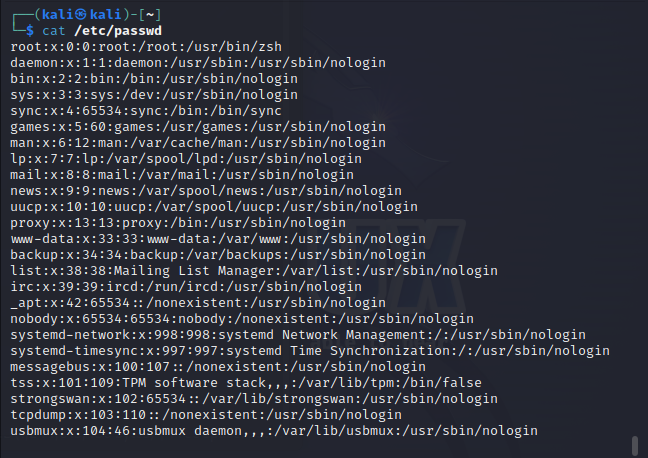 ┌──(kali㉿kali)-[~]
└─$ cat /etc/passwd
root:x:0:0:root:/root:/usr/bin/zsh
daemon:x:1:1:daemon:/usr/sbin:/usr/sbin/nologin
bin:x:2:2:bin:/bin:/usr/sbin/nologin
sys:x:3:3:sys:/dev:/usr/sbin/nologin
sync:x:4:65534:sync:/bin:/bin/sync
games:x:5:60:games:/usr/games:/usr/sbin/nologin
man:x:6:12:man:/var/cache/man:/usr/sbin/nologin
lp:x:7:7:lp:/var/spool/lpd:/usr/sbin/nologin
mail:x:8:8:mail:/var/mail:/usr/sbin/nologin
news:x:9:9:news:/var/spool/news:/usr/sbin/nologin
uucp:x:10:10:uucp:/var/spool/uucp:/usr/sbin/nologin
proxy:x:13:13:proxy:/bin:/usr/sbin/nologin
www-data:x:33:33:www-data:/var/www:/usr/sbin/nologin
backup:x:34:34:backup:/var/backups:/usr/sbin/nologin
list:x:38:38:Mailing List Manager:/var/list:/usr/sbin/nologin
irc:x:39:39:ircd:/run/ircd:/usr/sbin/nologin
_apt:x:42:65534::/nonexistent:/usr/sbin/nologin
nobody:x:65534:65534:nobody:/nonexistent:/usr/sbin/nologin
systemd-network:x:998:998:systemd Network Management:/:/usr/sbin/nologin
systemd-timesync:x:997:997:systemd Time Synchronization:/:/usr/sbin/nologin
messagebus:x:100:107::/nonexistent:/usr/sbin/nologin
tss:x:101:109:TPM software stack,,,:/var/lib/tpm:/bin/false
strongswan:x:102:65534::/var/lib/strongswan:/usr/sbin/nologin
tcpdump:x:103:110::/nonexistent:/usr/sbin/nologin
usbmux:x:104:46:usbmux daemon,,,:/var/lib/usbmux:/usr/sbin/nologin